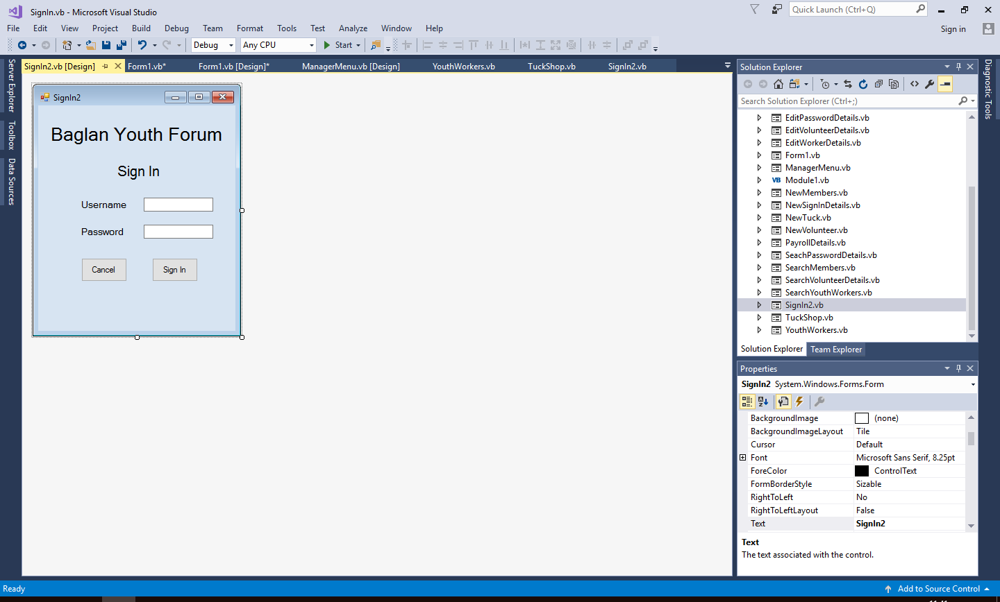 SignIn.vb - Microsoft Visual Studio
Quick Launch (Ctrl+Q)
File Edit View Project Build Debug Team Format Tools Test Analyze Window Help
Sign in
Debug Any CPU Start
SignIn2.vb [Design] Form1.vb* Form1.vb [Design]* ManagerMenu.vb [Design] YouthWorkers.vb TuckShop.vb SignIn2.vb
Server Explorer
Toolbox
Data Sources
SignIn2
Baglan Youth Forum
Sign In
Username
Password
Cancel Sign In
Solution Explorer
Search Solution Explorer (Ctrl+;)
EditPasswordDetails.vb
EditVolunteerDetails.vb
EditWorkerDetails.vb
Form1.vb
ManagerMenu.vb
VB Module1.vb
NewMembers.vb
NewSignInDetails.vb
NewTuck.vb
NewVolunteer.vb
PayrollDetails.vb
SeachPasswordDetails.vb
SearchMembers.vb
SearchVolunteerDetails.vb
SearchYouthWorkers.vb
SignIn2.vb
TuckShop.vb
YouthWorkers.vb
Solution Explorer Team Explorer
Properties
SignIn2 System.Windows.Forms.Form
BackgroundImage (none)
BackgroundImageLayout Tile
Cursor Default
Font Microsoft Sans Serif, 8.25pt
ForeColor ControlText
FormBorderStyle Sizable
RightToLeft No
RightToLeftLayout False
Text SignIn2
Text
The text associated with the control.
Diagnostic Tools
Ready
Add to Source Control